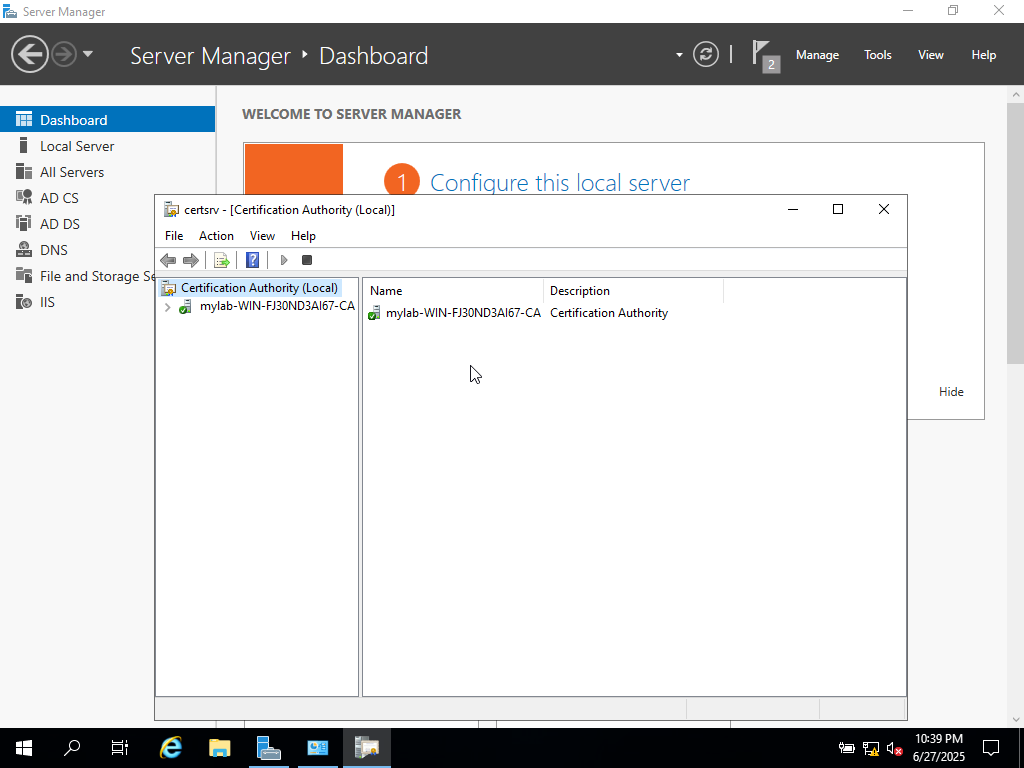 Server Manager
Server Manager ‣ Dashboard
2
Manage
Tools
View
Help
Dashboard
Local Server
All Servers
AD CS
AD DS
DNS
File and Storage Se
IIS
WELCOME TO SERVER MANAGER
1 Configure this local server
Hide
certsrv - [Certification Authority (Local)]
File Action View Help
Certification Authority (Local)
mylab-WIN-FJ30ND3AI67-CA
Name Description
mylab-WIN-FJ30ND3AI67-CA Certification Authority
10:39 PM
6/27/2025